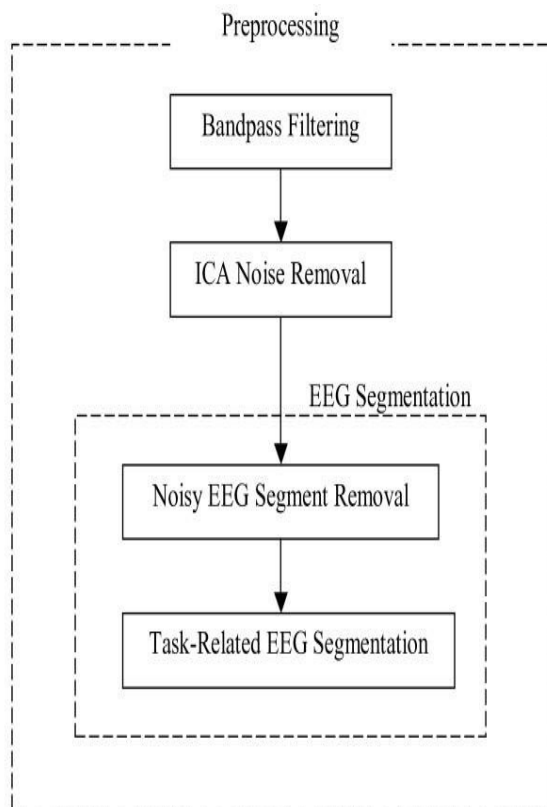 Preprocessing
Bandpass Filtering
ICA Noise Removal
EEG Segmentation
Noisy EEG Segment Removal
Task-Related EEG Segmentation